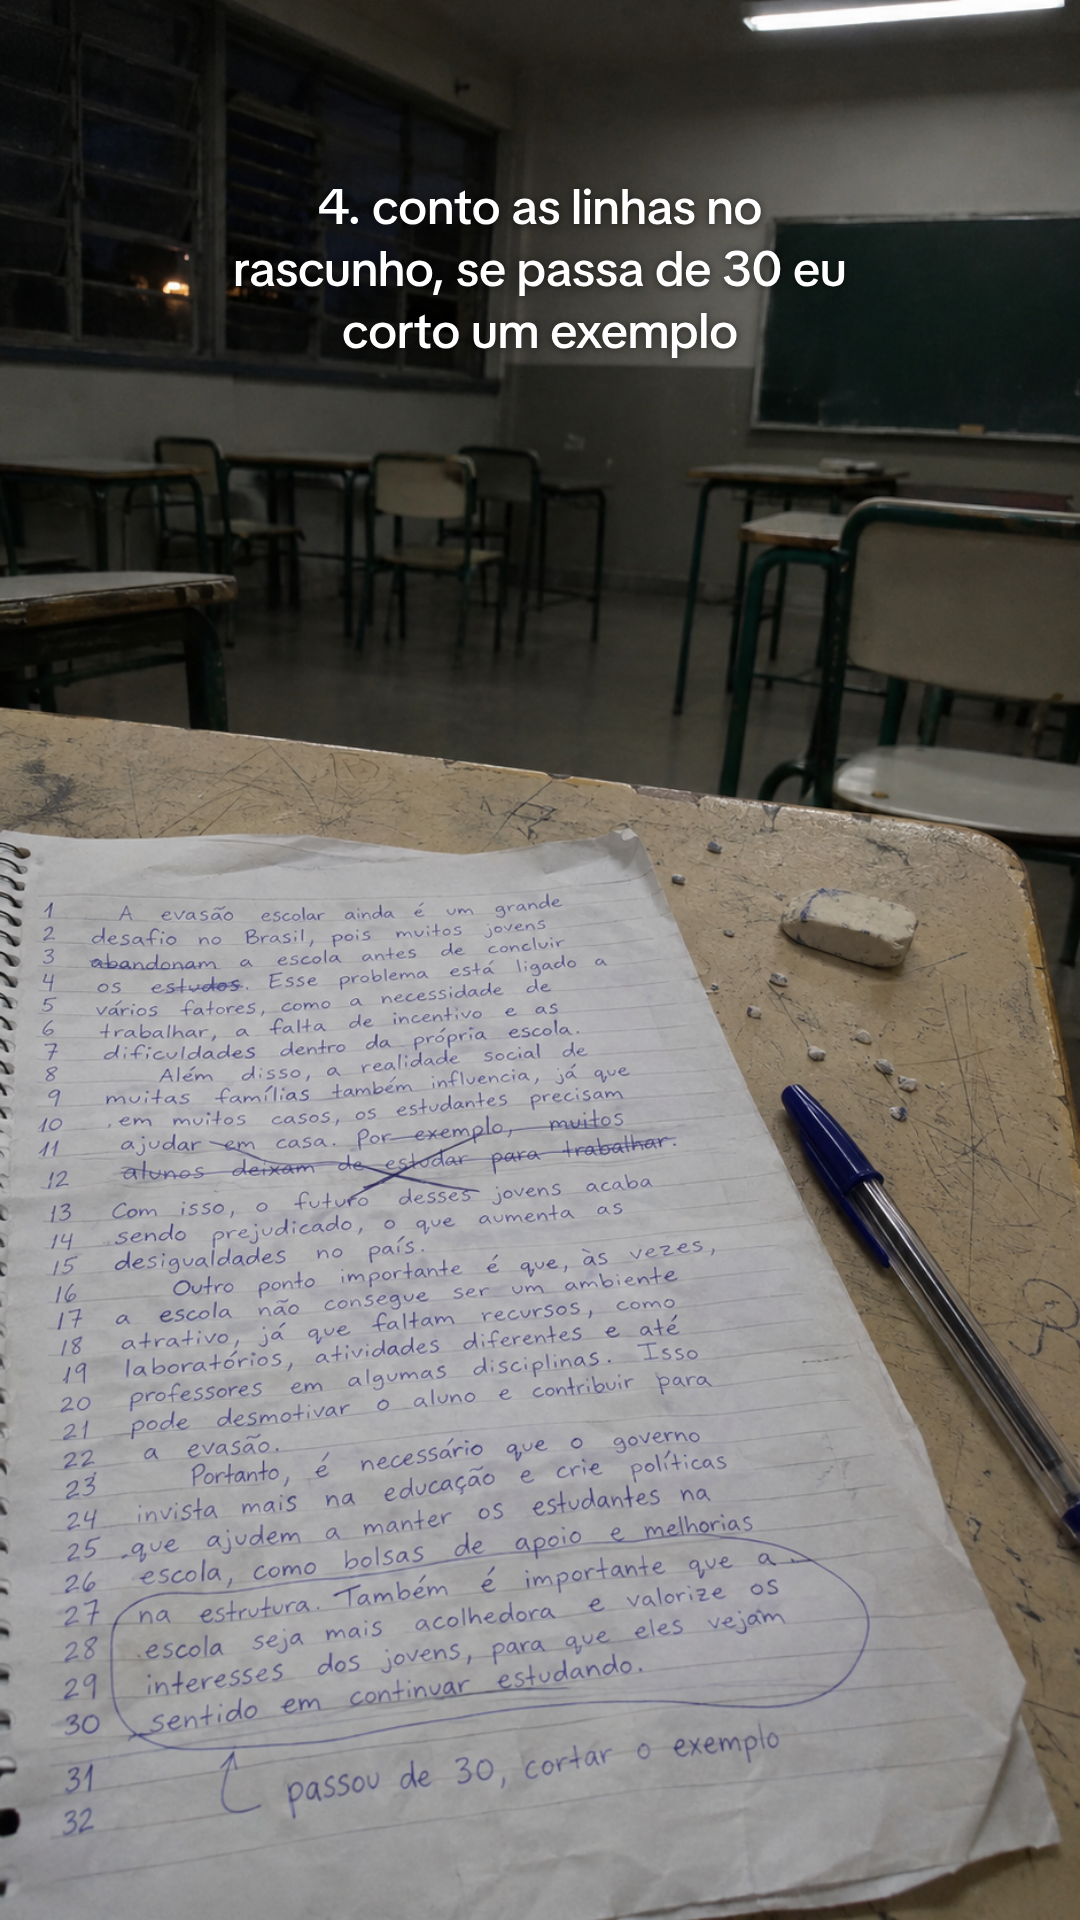 4. conto as linhas no
rascunho, se passa de 30 eu
corto um exemplo
1 A evasão escolar ainda é um grande
2 desafio no Brasil, pois muitos jovens
3 abandonam a escola antes de concluir
4 os estudos. Esse problema está ligado a
5 vários fatores, como a necessidade de
6 trabalhar, a falta de incentivo e as
7 dificuldades dentro da própria escola.
8 Além disso, a realidade social de
9 muitas famílias também influencia, já que
10 em muitos casos, os estudantes precisam
11 ajudar em casa. Por exemplo, muitos
12 alunos deixam de estudar para trabalhar.
13 Com isso, o futuro desses jovens acaba
14 sendo prejudicado, o que aumenta as
15 desigualdades no país.
16 Outro ponto importante é que, às vezes,
17 a escola não consegue ser um ambiente
18 atrativo, já que faltam recursos, como
19 laboratórios, atividades diferentes e até
20 professores em algumas disciplinas. Isso
21 pode desmotivar o aluno e contribuir para
22 a evasão.
23 Portanto, é necessário que o governo
24 invista mais na educação e crie políticas
25 que ajudem a manter os estudantes na
26 escola, como bolsas de apoio e melhorias
27 na estrutura. Também é importante que a
28 escola seja mais acolhedora e valorize os
29 interesses dos jovens, para que eles vejam
30 sentido em continuar estudando.
31 passou de 30, cortar o exemplo
32